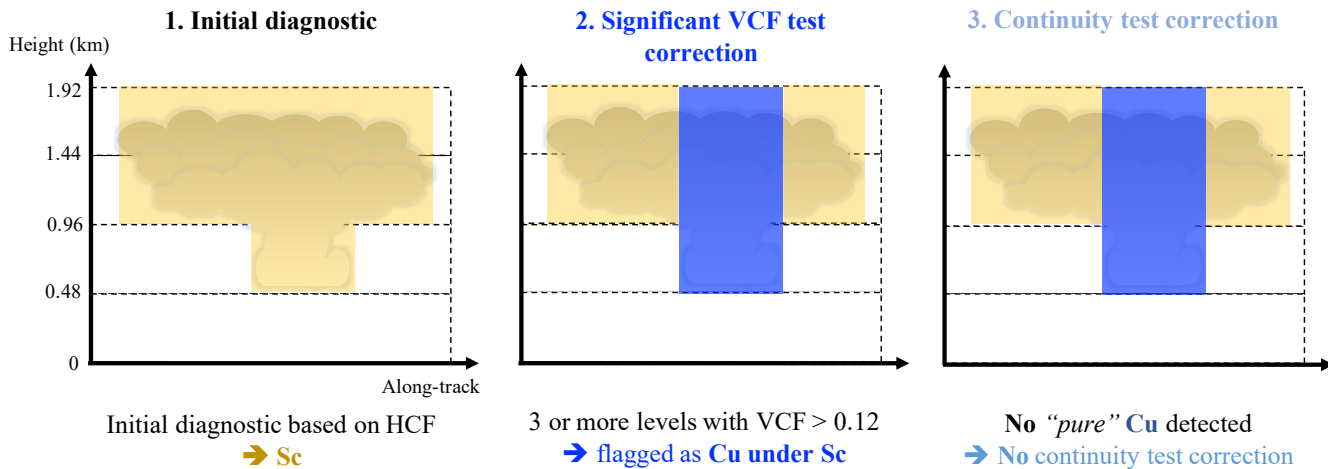 1. Initial diagnostic
2. Significant VCF test
correction
3. Continuity test correction
Height (km)
1.92
1.44
0.96
0.48
0
Along-track
Initial diagnostic based on HCF
➔ Sc
3 or more levels with VCF > 0.12
➔ flagged as Cu under Sc
No “pure” Cu detected
➔ No continuity test correction